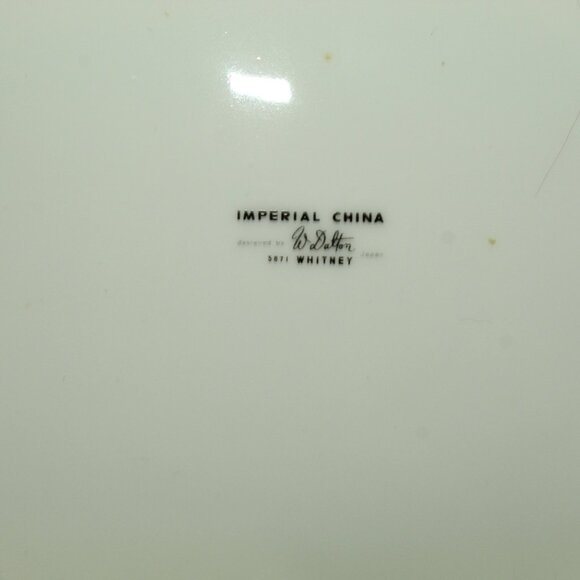 IMPERIAL CHINA
designed by W. Dalton Japan
5671 WHITNEY